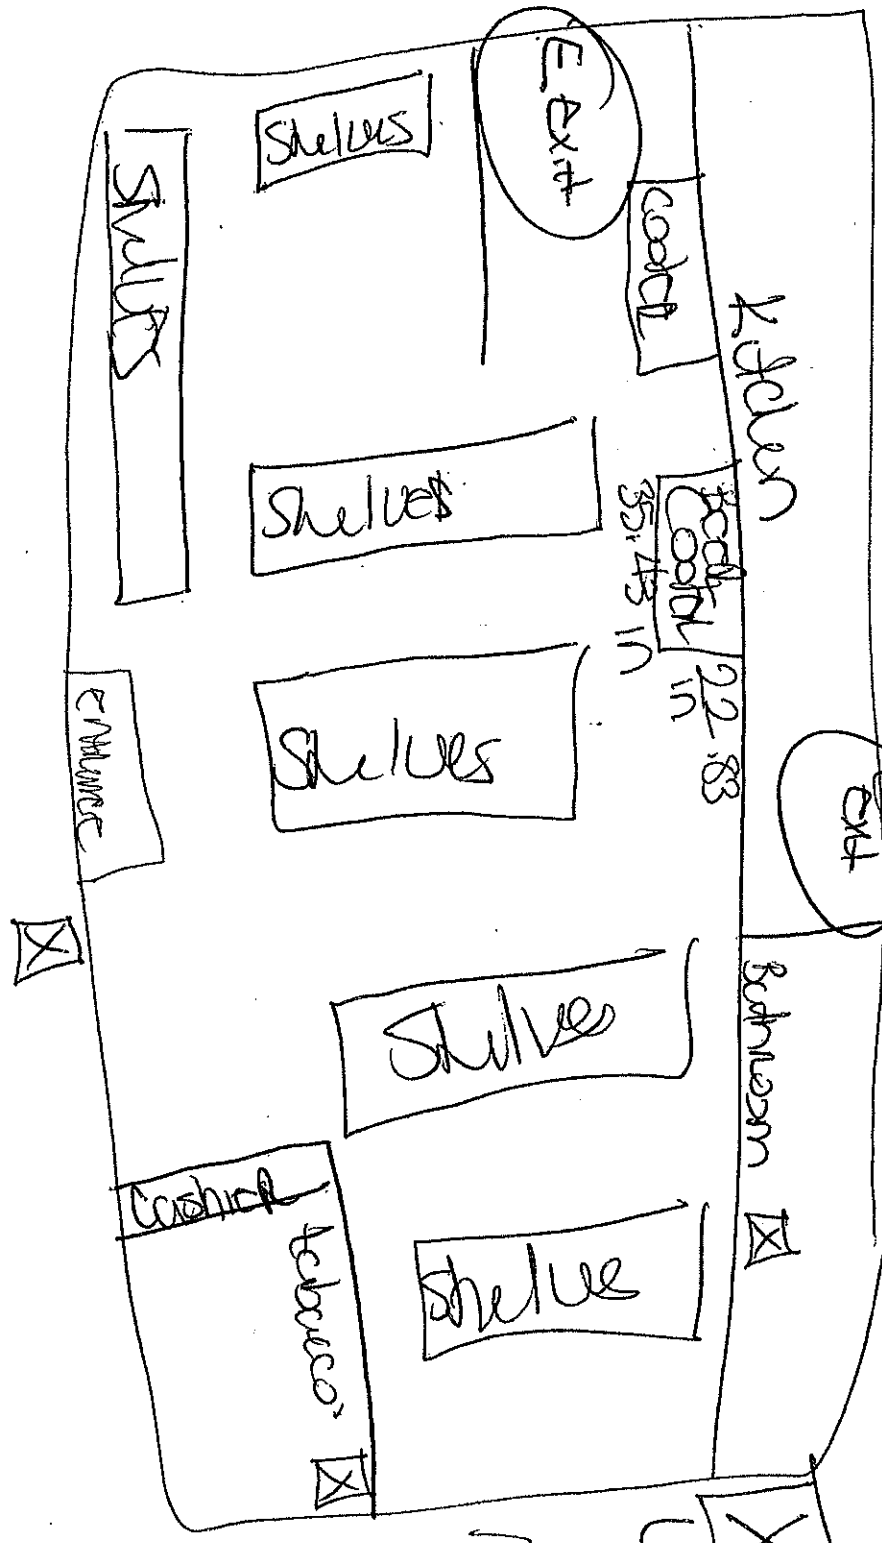 Kitchen
Exit
Bathroom
X
E exit
cooler
Beer
Cooler
22.83
in
35.43 in
Shelves
Shelves
Shelves
Shelves
Shelves
Shelves
entrance
X
Cashier
tobacco
X
X